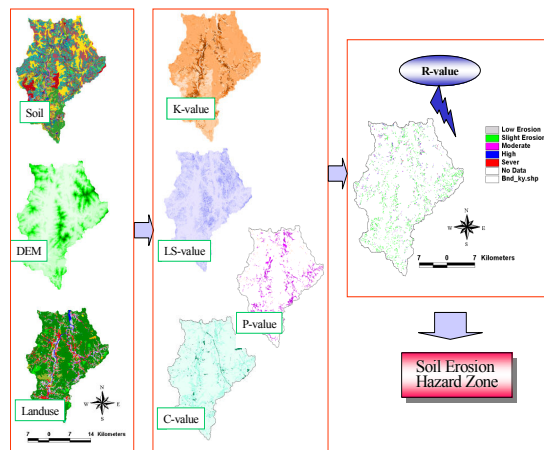 Soil
DEM
Landuse
N
W E
S
7 0 7 14 Kilometers
K-value
LS-value
P-value
C-value
R-value
Low Erosion
Slight Erosion
Moderate
High
Sever
No Data
Bnd_ky.shp
N
W E
S
7 0 7 Kilometers
Soil Erosion
Hazard Zone